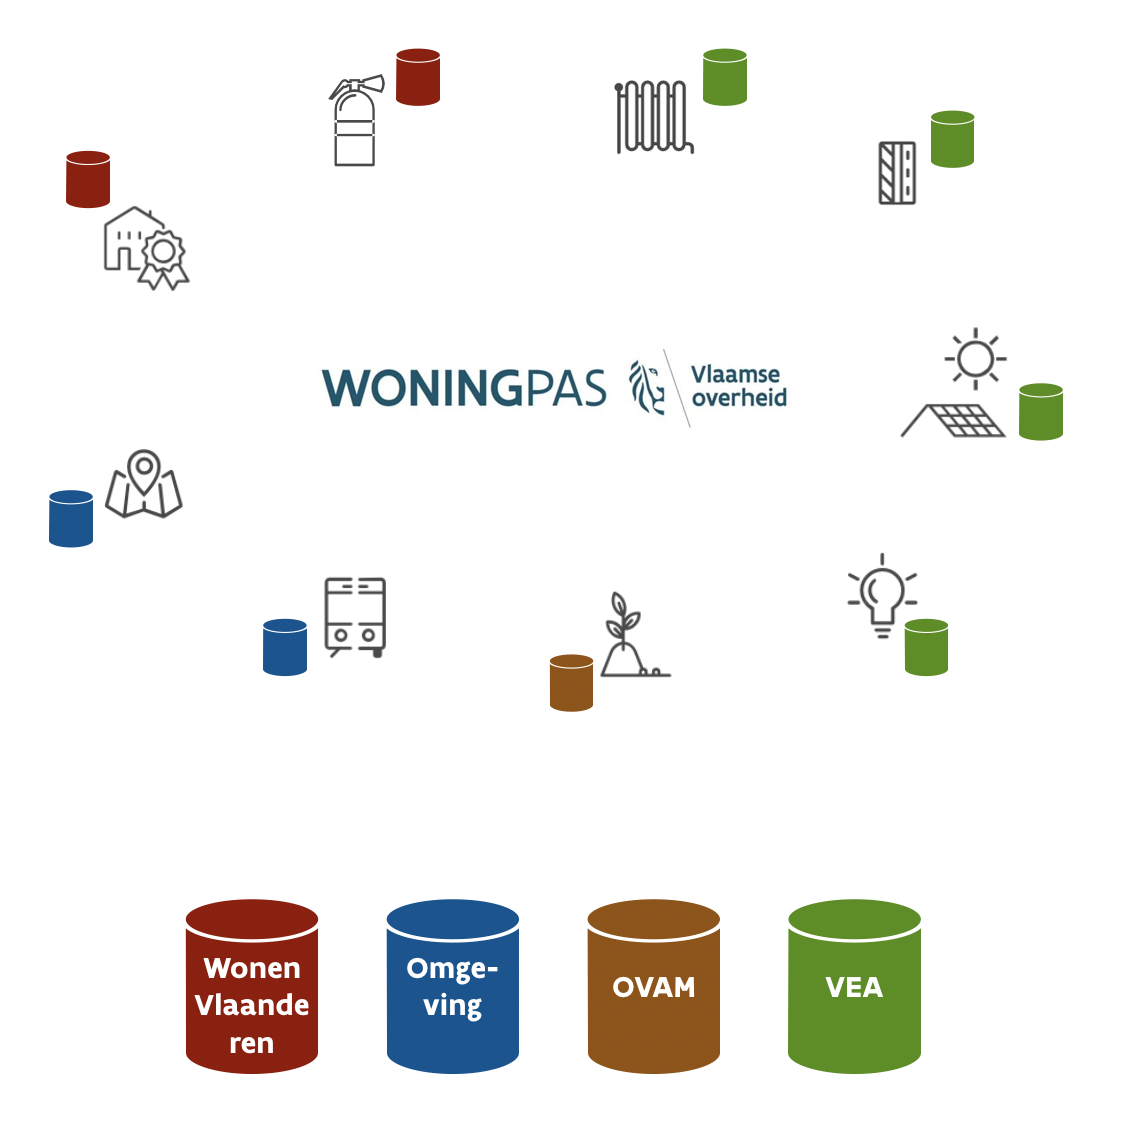 WONINGPAS
Vlaamse
overheid
Wonen
Vlaande
ren
Omge-
ving
OVAM
VEA